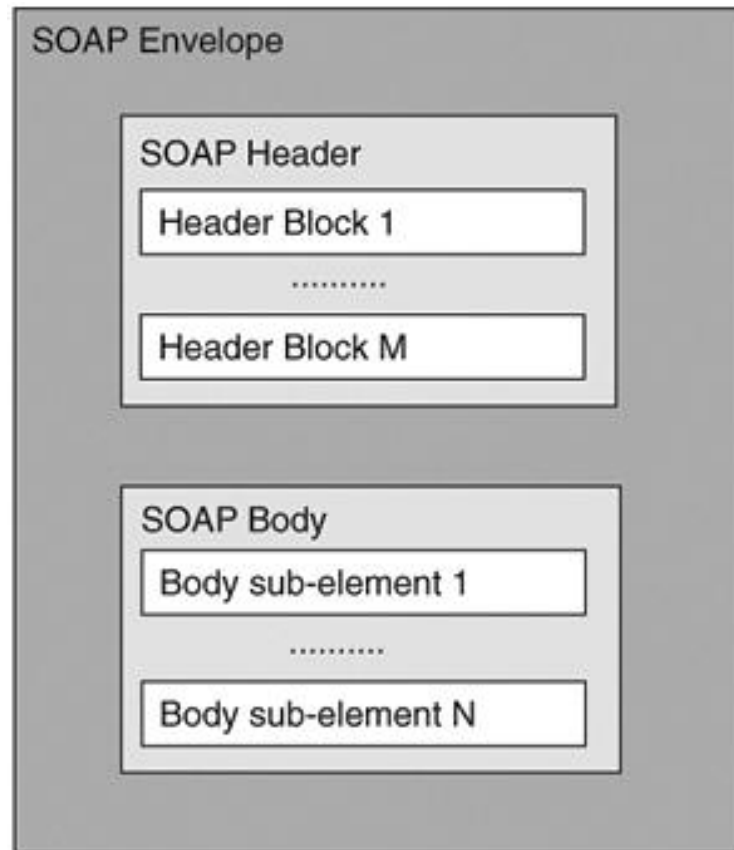 SOAP Envelope
SOAP Header
Header Block 1
..........
Header Block M
SOAP Body
Body sub-element 1
..........
Body sub-element N